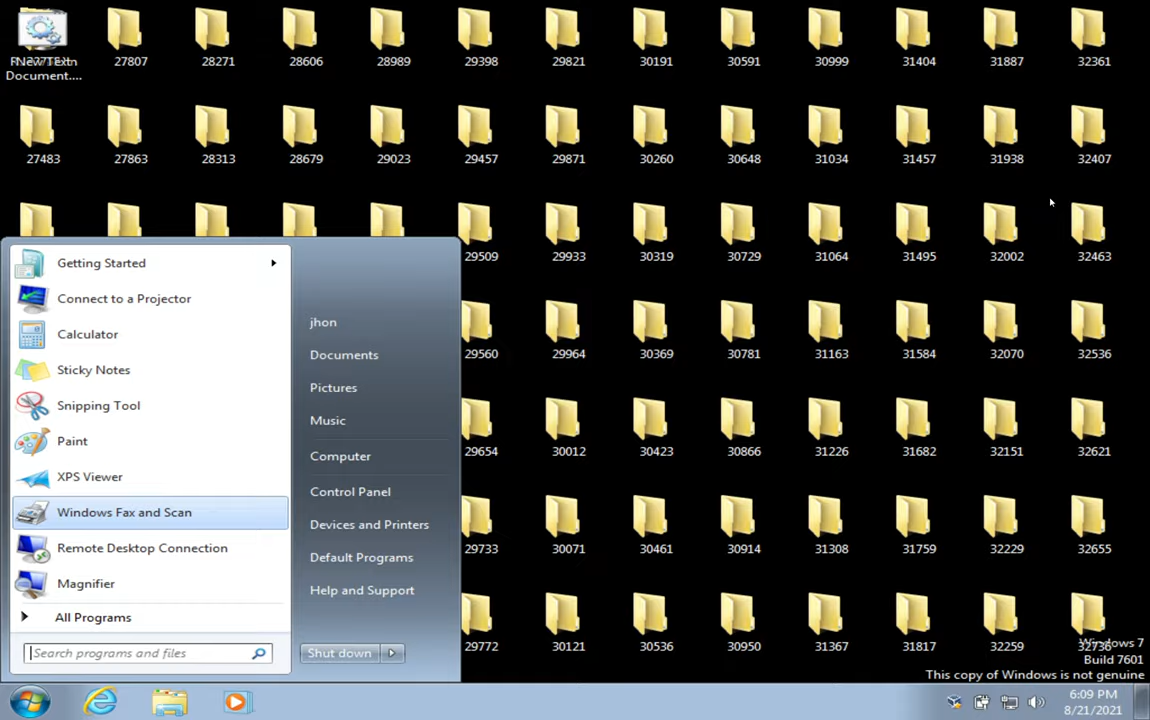 27807 28271 28606 28989 29398 29821 30191 30591 30999 31404 31887 32361
Document....
27483 27863 28313 28679 29023 29457 29871 30260 30648 31034 31457 31938 32407
29509 29933 30319 30729 31064 31495 32002 32463
Getting Started
Connect to a Projector
Calculator
Sticky Notes
Snipping Tool
Paint
XPS Viewer
Windows Fax and Scan
Remote Desktop Connection
Magnifier
All Programs
Search programs and files
jhon
Documents
Pictures
Music
Computer
Control Panel
Devices and Printers
Default Programs
Help and Support
Shut down
29560 29964 30369 30781 31163 31584 32070 32536
29654 30012 30423 30866 31226 31682 32151 32621
29733 30071 30461 30914 31308 31759 32229 32655
29772 30121 30536 30950 31367 31817 32259
Windows 7
Build 7601
This copy of Windows is not genuine
6:09 PM
8/21/2021